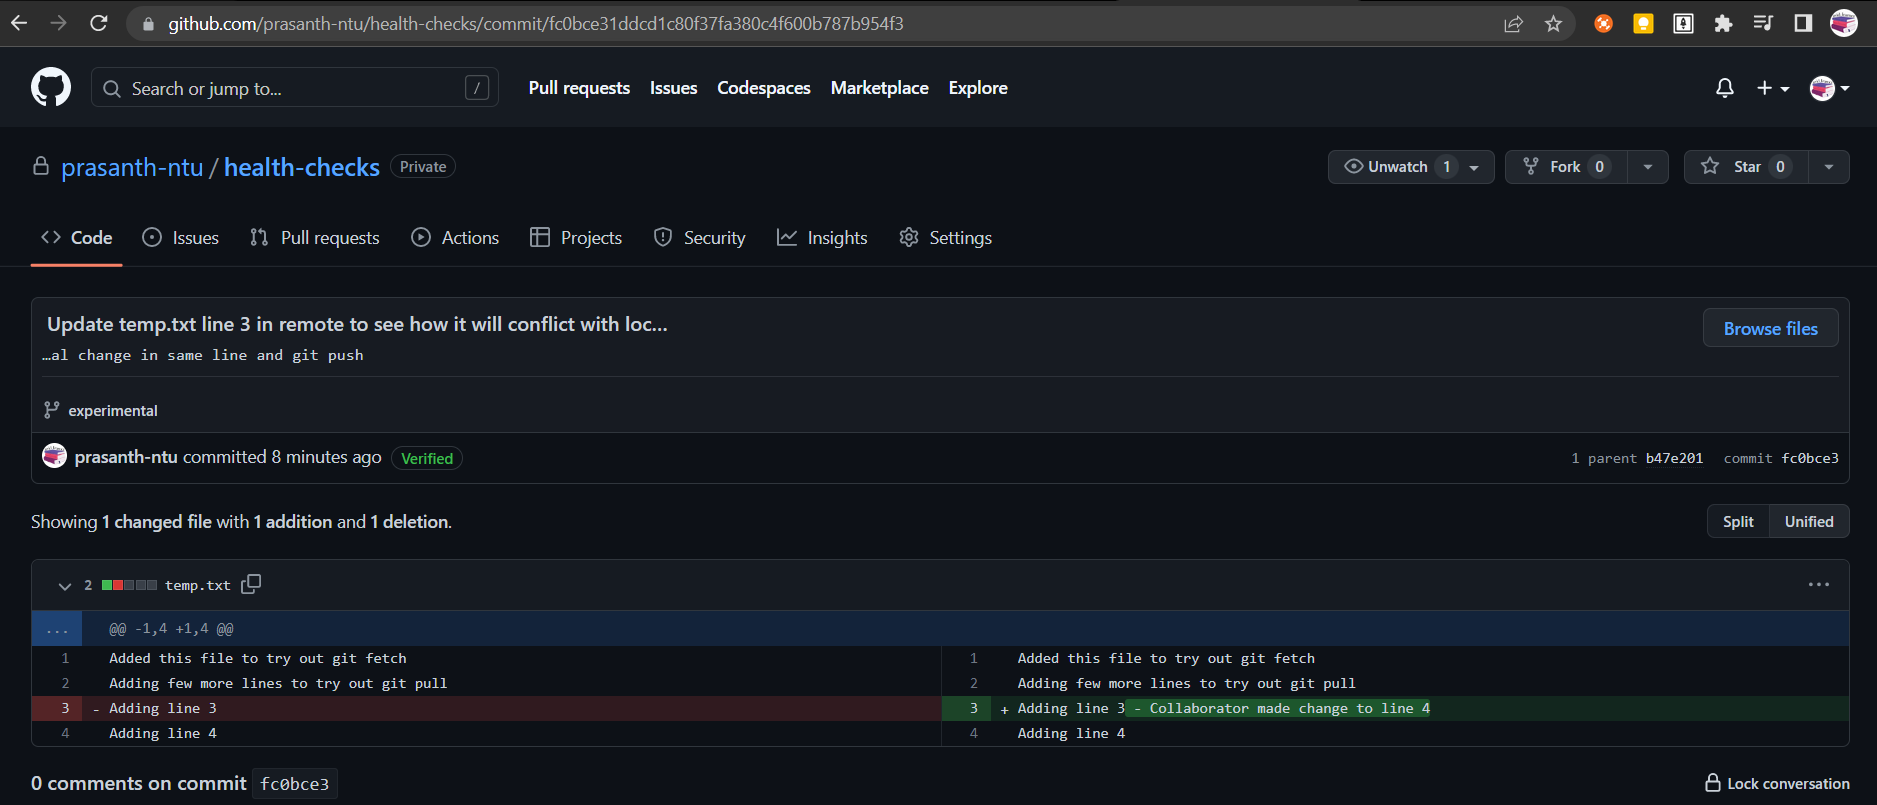 github.com/prasanth-ntu/health-checks/commit/fc0bce31ddcd1c80f37fa380c4f600b787b954f3
Search or jump to... / Pull requests Issues Codespaces Marketplace Explore
prasanth-ntu / health-checks Private Unwatch 1 Fork 0 Star 0
Code Issues Pull requests Actions Projects Security Insights Settings
Update temp.txt line 3 in remote to see how it will conflict with loc... Browse files
…al change in same line and git push
experimental
prasanth-ntu committed 8 minutes ago Verified 1 parent b47e201 commit fc0bce3
Showing 1 changed file with 1 addition and 1 deletion. Split Unified
2 temp.txt ...
... @@ -1,4 +1,4 @@
1 Added this file to try out git fetch 1 Added this file to try out git fetch
2 Adding few more lines to try out git pull 2 Adding few more lines to try out git pull
3 - Adding line 3 3 + Adding line 3 - Collaborator made change to line 4
4 Adding line 4 4 Adding line 4
0 comments on commit fc0bce3 Lock conversation